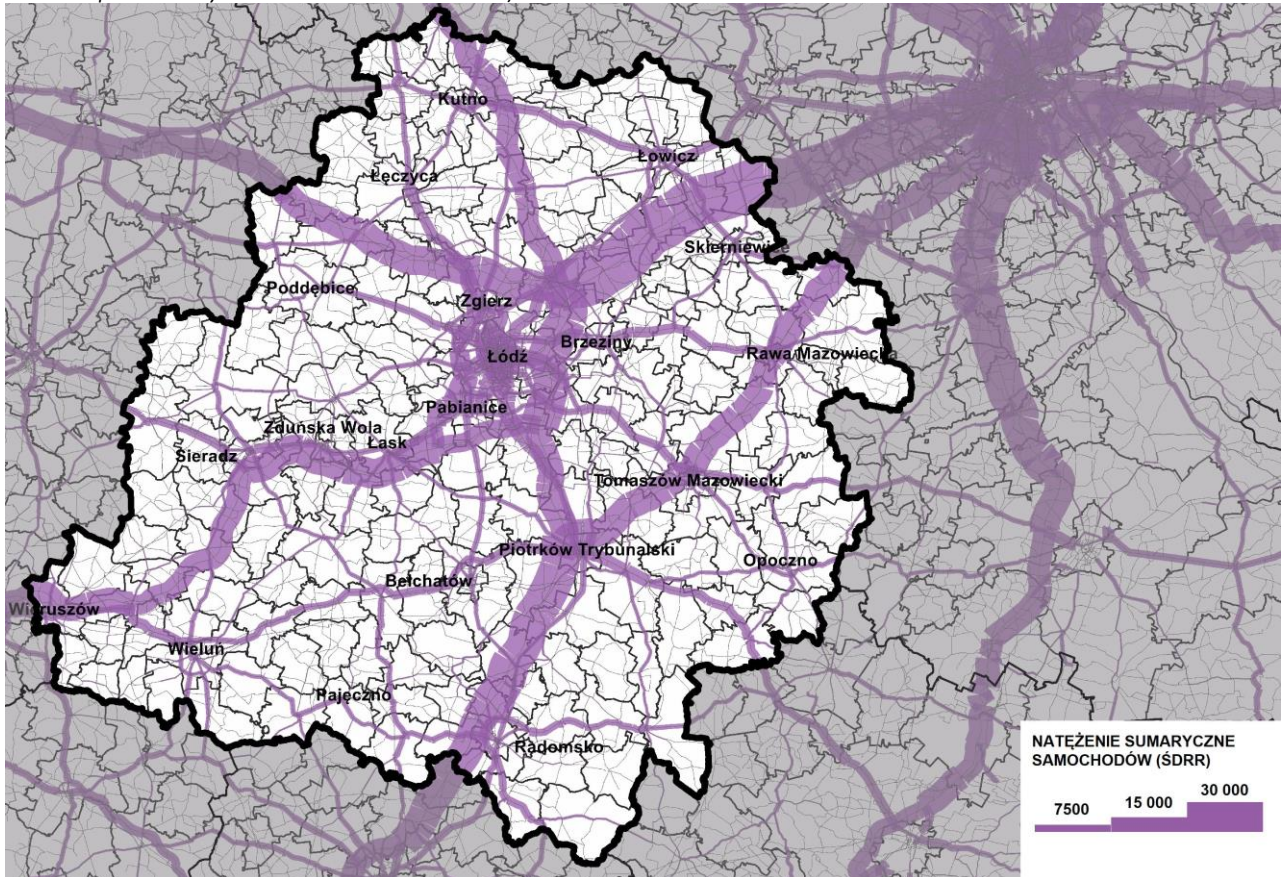 Kutno
Łowicz
Łęczyca
Skierniewice
Poddębice
Zgierz
Brzeziny
Łódź
Rawa Mazowiecka
Pabianice
Zduńska Wola
Łask
Sieradz
Tomaszów Mazowiecki
Piotrków Trybunalski
Opoczno
Bełchatów
Wieruszów
Wieluń
Pajęczno
Radomsko
NATĘŻENIE SUMARYCZNE
SAMOCHODÓW (ŚDRR)
7500 15 000 30 000